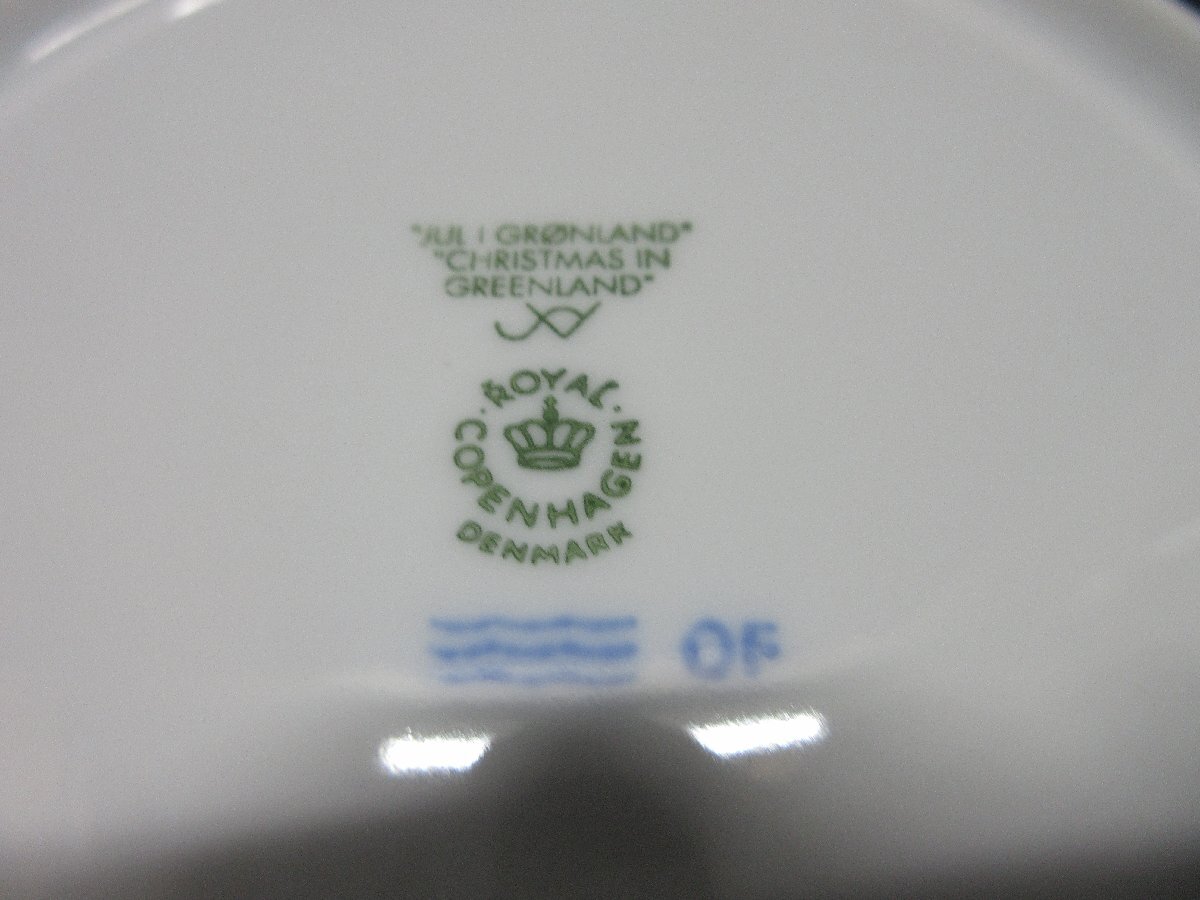 "JUL I GRØNLAND"
"CHRISTMAS IN
GREENLAND"
ROYAL
COPENHAGEN
DENMARK
OF